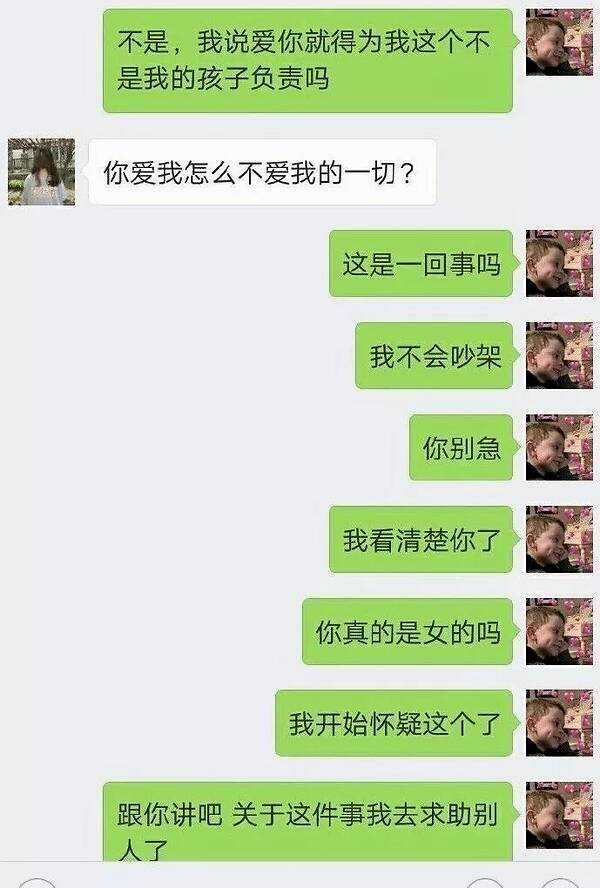 不是，我说爱你就得为我这个不
是我的孩子负责吗
你爱我怎么不爱我的一切？
这是一回事吗
我不会吵架
你别急
我看清楚你了
你真的是女的吗
我开始怀疑这个了
跟你讲吧 关于这件事我去求助别
人了